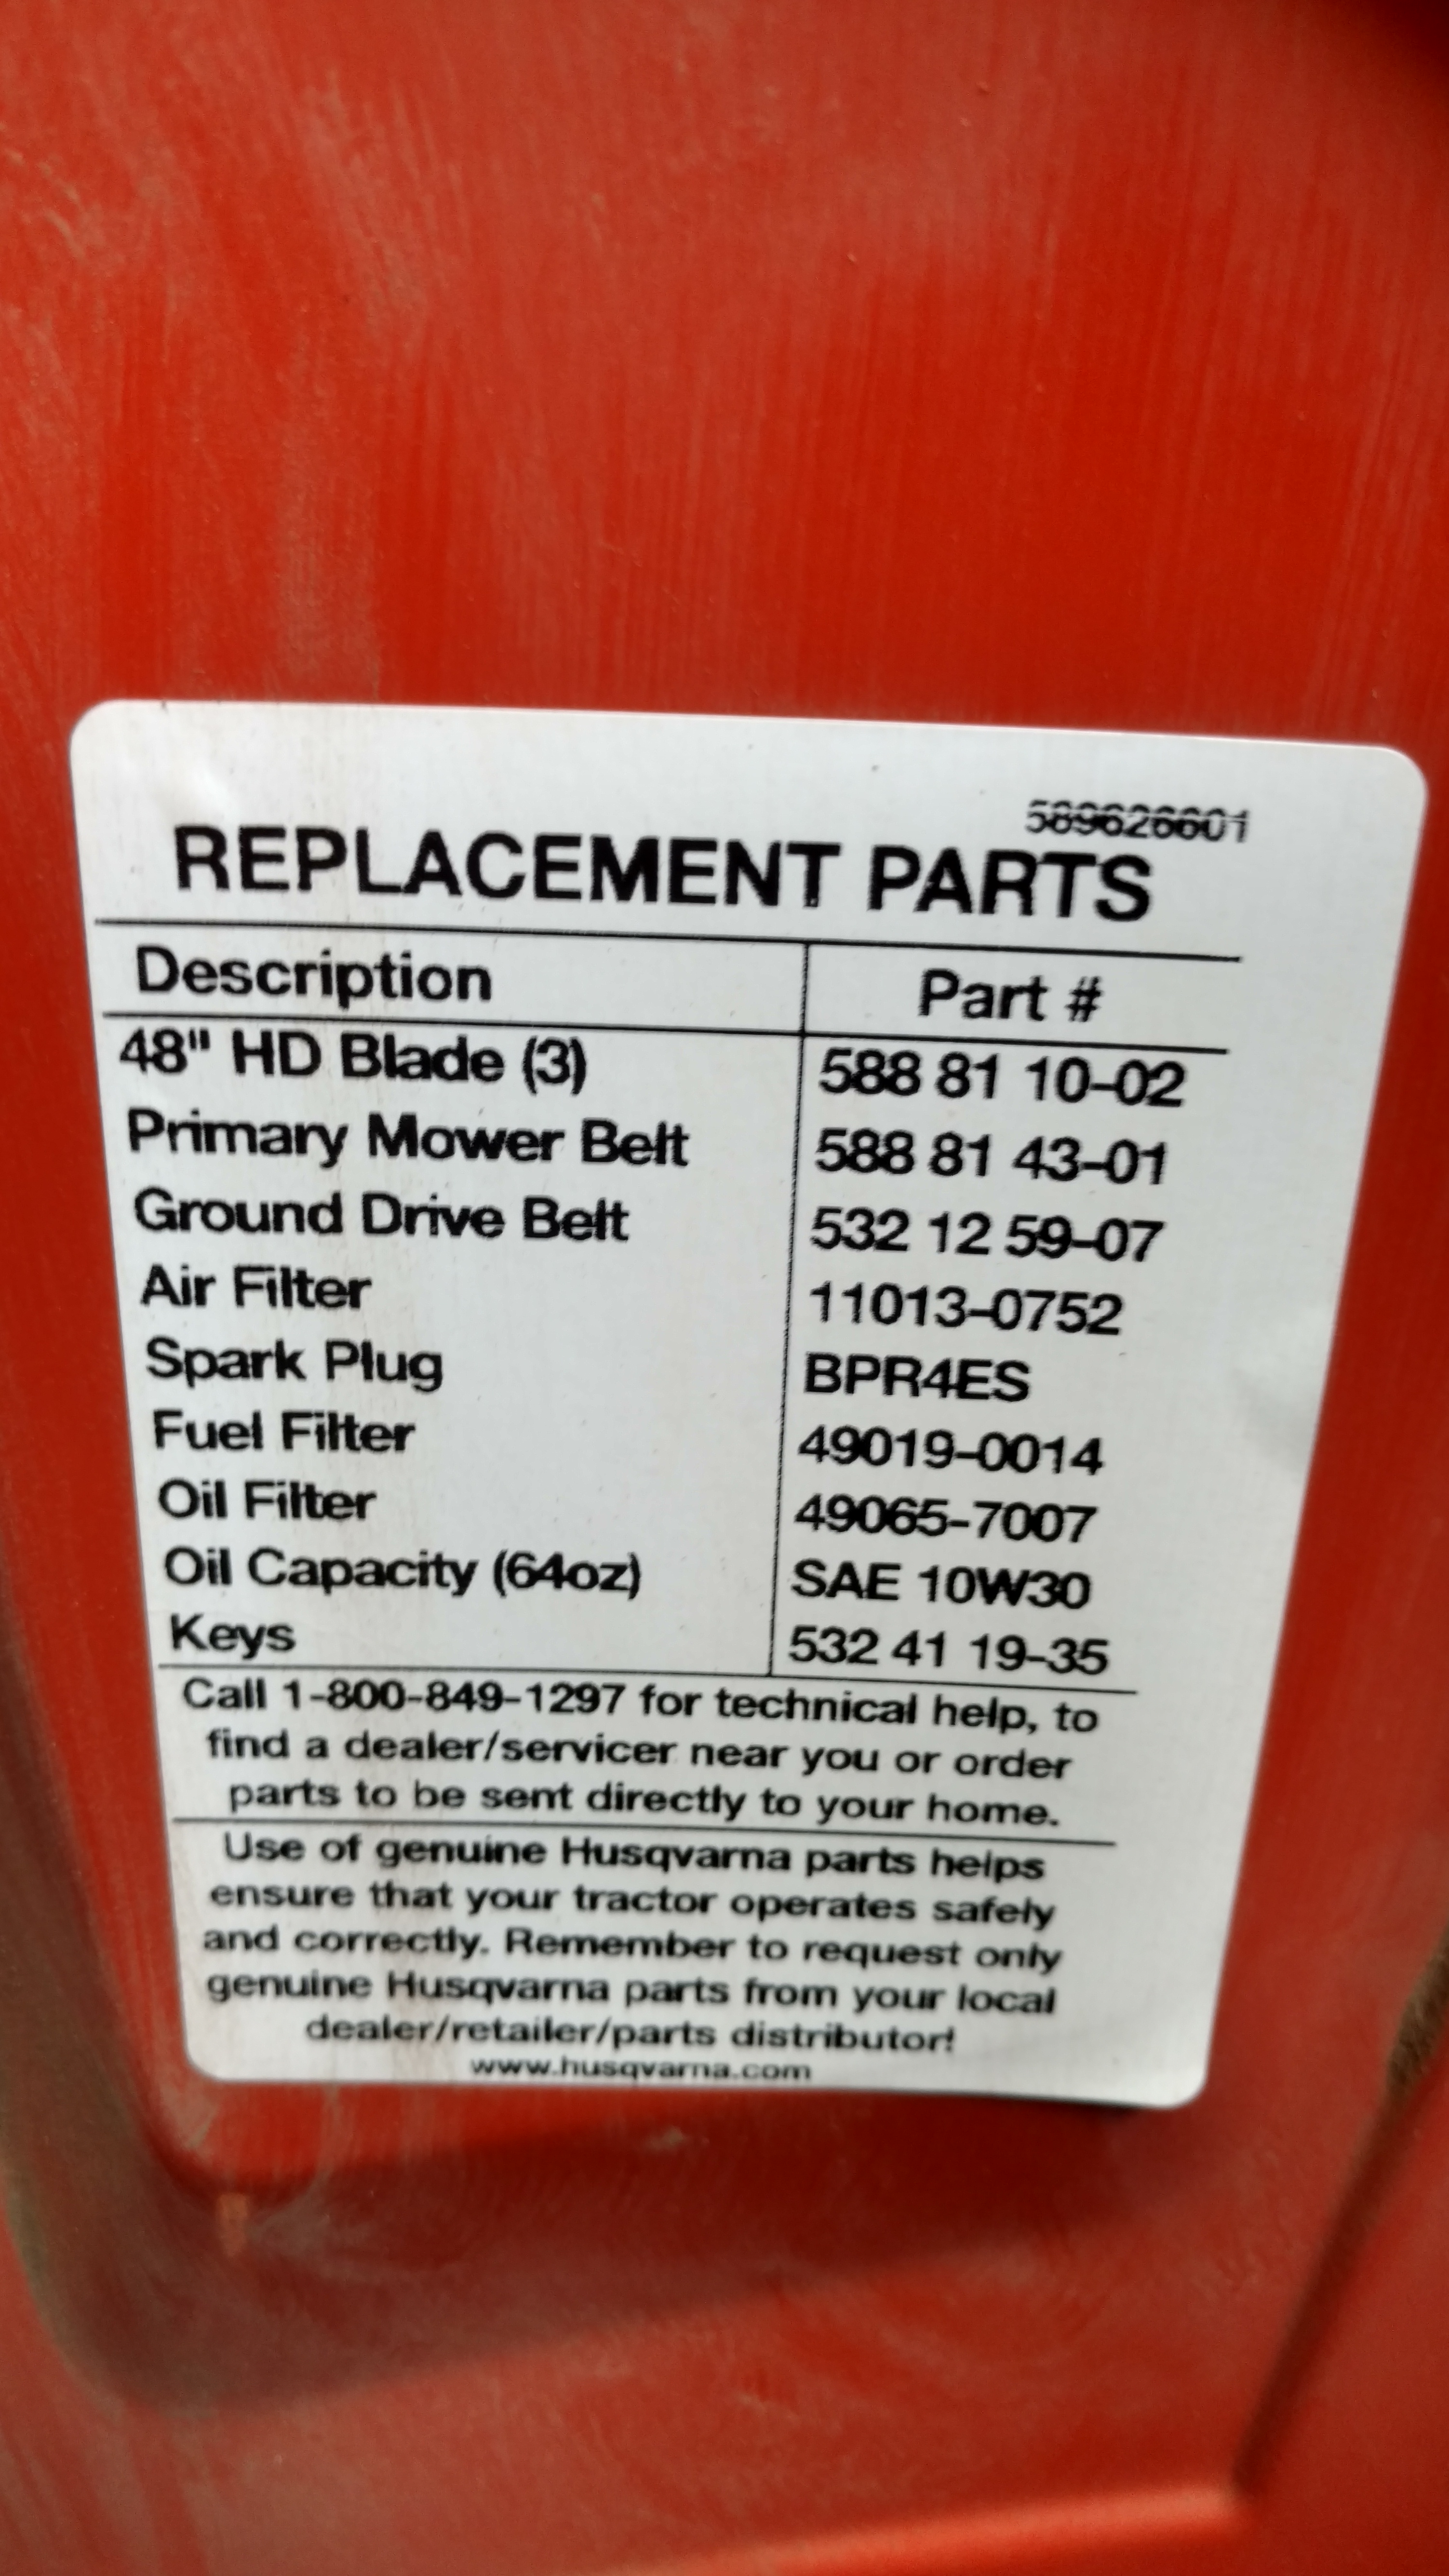 589626601
REPLACEMENT PARTS
Description Part #
48" HD Blade (3) 588 81 10-02
Primary Mower Belt 588 81 43-01
Ground Drive Belt 532 12 59-07
Air Filter 11013-0752
Spark Plug BPR4ES
Fuel Filter 49019-0014
Oil Filter 49065-7007
Oil Capacity (64oz) SAE 10W30
Keys 532 41 19-35
Call 1-800-849-1297 for technical help, to
find a dealer/servicer near you or order
parts to be sent directly to your home.
Use of genuine Husqvarna parts helps
ensure that your tractor operates safely
and correctly. Remember to request only
genuine Husqvarna parts from your local
dealer/retailer/parts distributor!
www.husqvarna.com